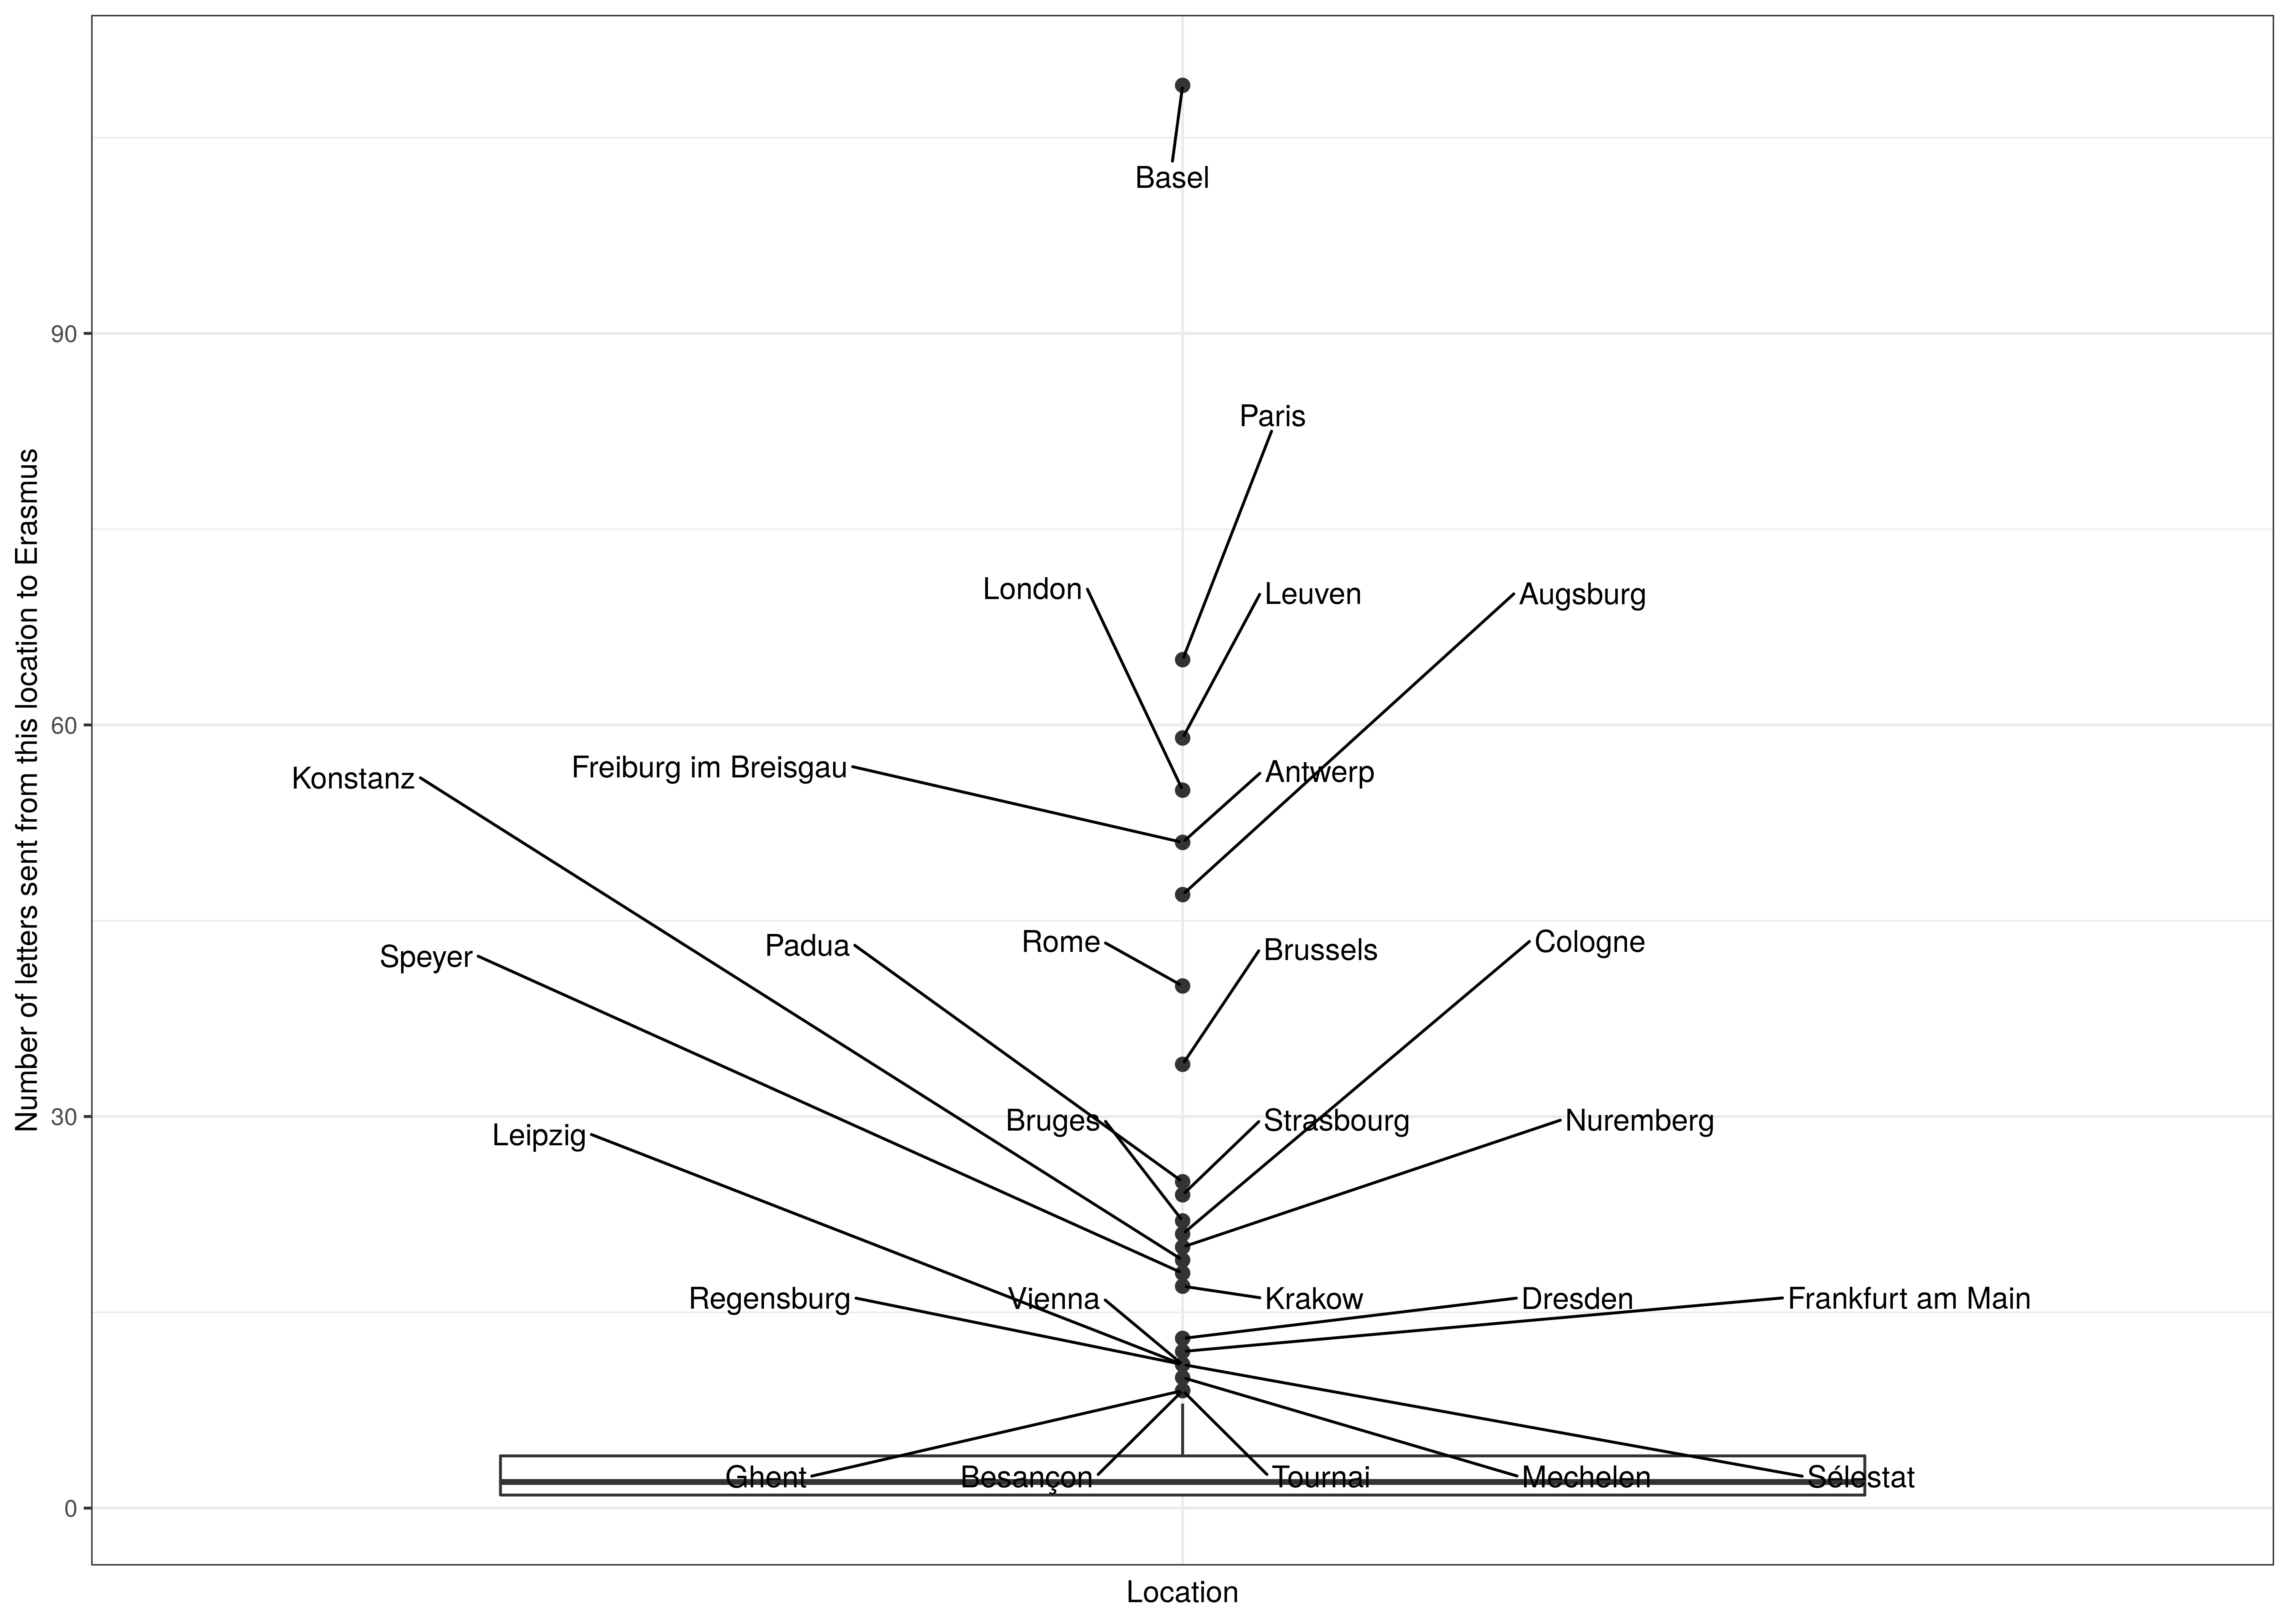 Basel
90
Paris
London
Leuven
Augsburg
Number of letters sent from this location to Erasmus
60
Freiburg im Breisgau
Antwerp
Konstanz
Padua
Rome
Brussels
Cologne
Speyer
30
Bruges
Strasbourg
Nuremberg
Leipzig
Regensburg
Vienna
Krakow
Dresden
Frankfurt am Main
Ghent
Besançon
Tournai
Mechelen
Sélestat
0
Location